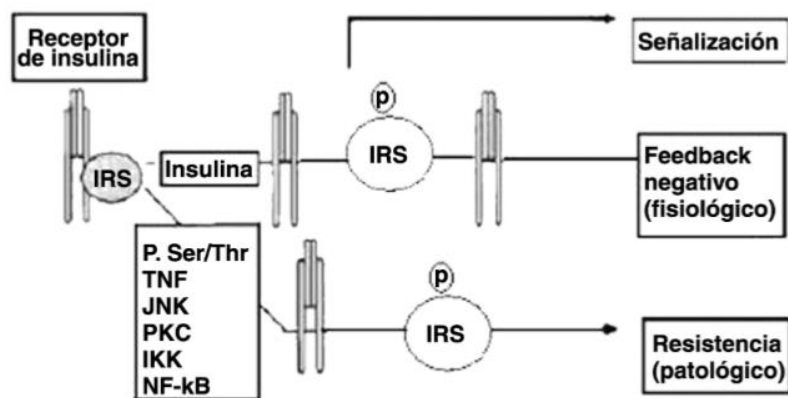 Receptor
de insulina
Señalización
p
IRS
Insulina
IRS
Feedback
negativo
(fisiológico)
P. Ser/Thr
TNF
JNK
PKC
IKK
NF-kB
p
IRS
Resistencia
(patológico)